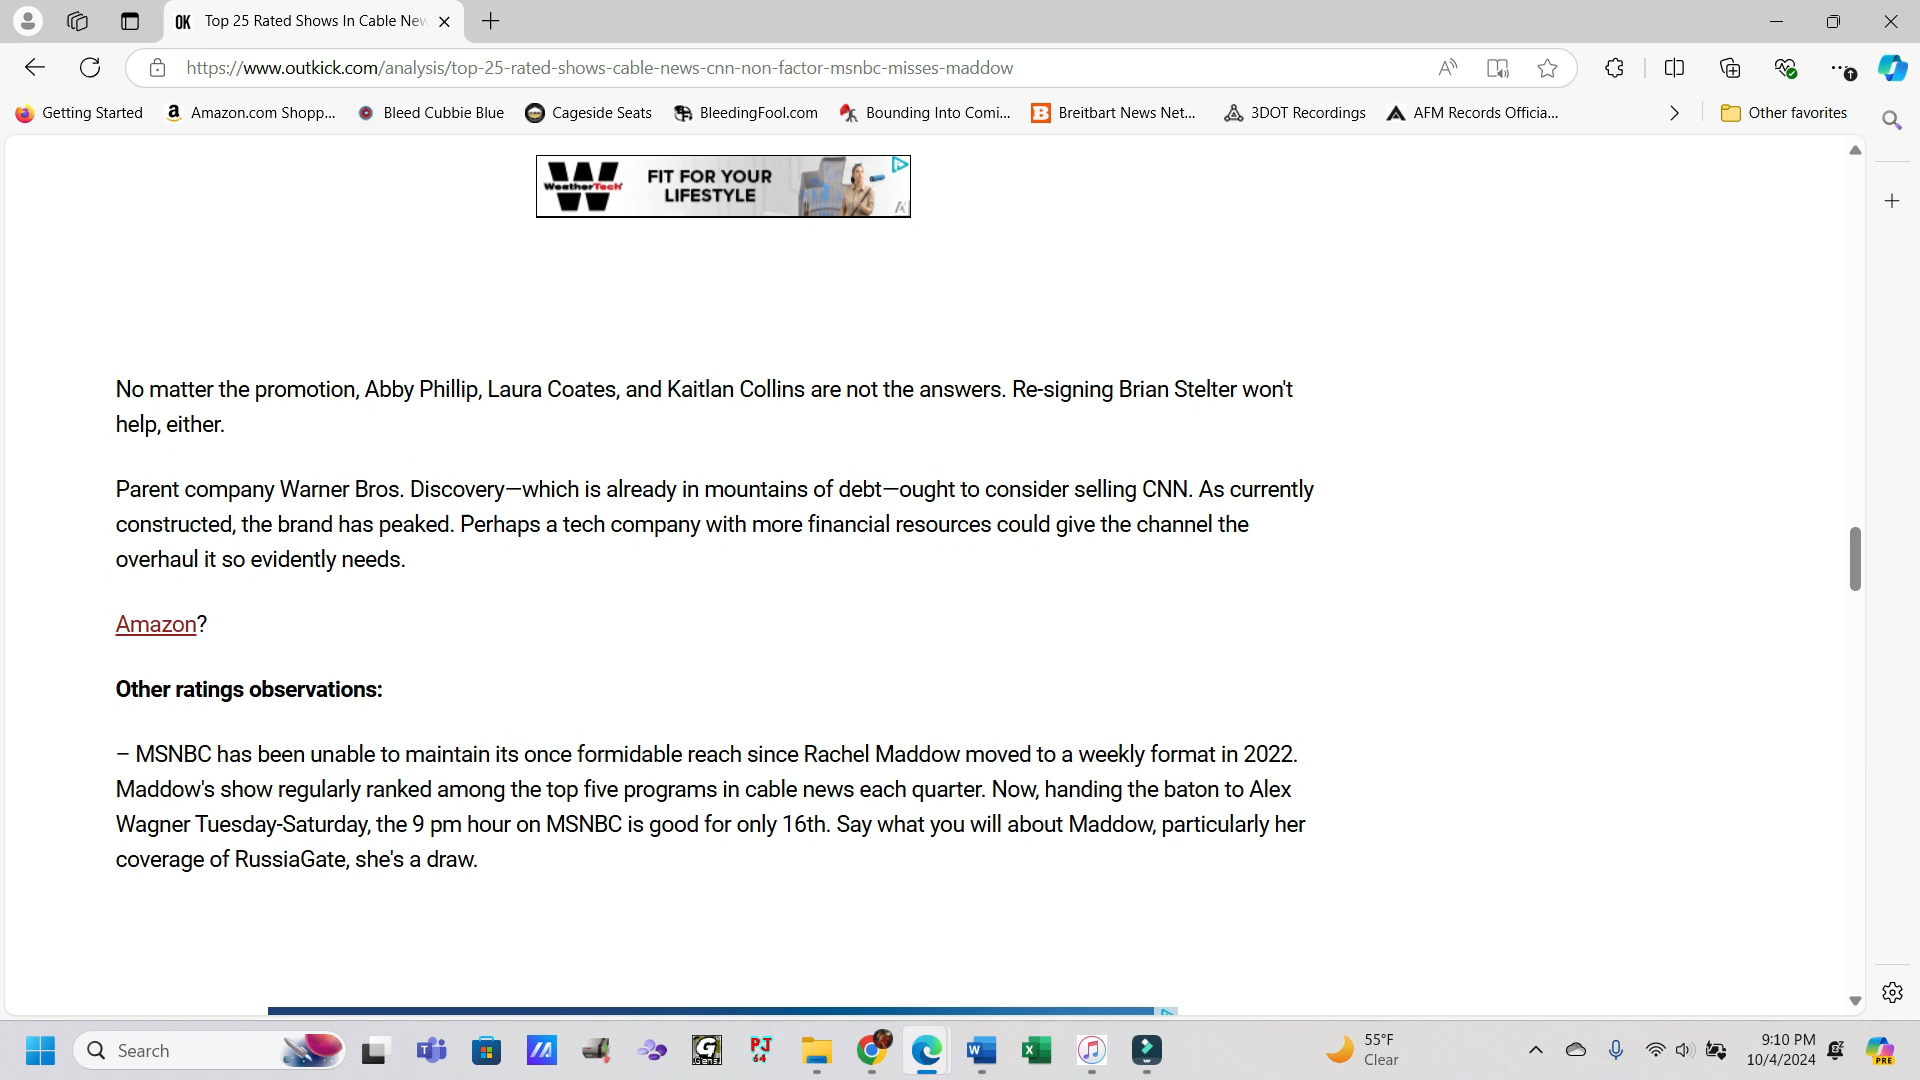 OK Top 25 Rated Shows In Cable New
https://www.outkick.com/analysis/top-25-rated-shows-cable-news-cnn-non-factor-msnbc-misses-maddow
Getting Started
Amazon.com Shopp...
Bleed Cubbie Blue
Cageside Seats
BleedingFool.com
Bounding Into Comi...
Breitbart News Net...
3DOT Recordings
AFM Records Officia...
Other favorites
WeatherTech
FIT FOR YOUR
LIFESTYLE
No matter the promotion, Abby Phillip, Laura Coates, and Kaitlan Collins are not the answers. Re-signing Brian Stelter won't
help, either.
Parent company Warner Bros. Discovery—which is already in mountains of debt—ought to consider selling CNN. As currently
constructed, the brand has peaked. Perhaps a tech company with more financial resources could give the channel the
overhaul it so evidently needs.
Amazon?
Other ratings observations:
– MSNBC has been unable to maintain its once formidable reach since Rachel Maddow moved to a weekly format in 2022.
Maddow's show regularly ranked among the top five programs in cable news each quarter. Now, handing the baton to Alex
Wagner Tuesday-Saturday, the 9 pm hour on MSNBC is good for only 16th. Say what you will about Maddow, particularly her
coverage of RussiaGate, she's a draw.
Search
PJ
64
55°F
Clear
9:10 PM
10/4/2024
PRE